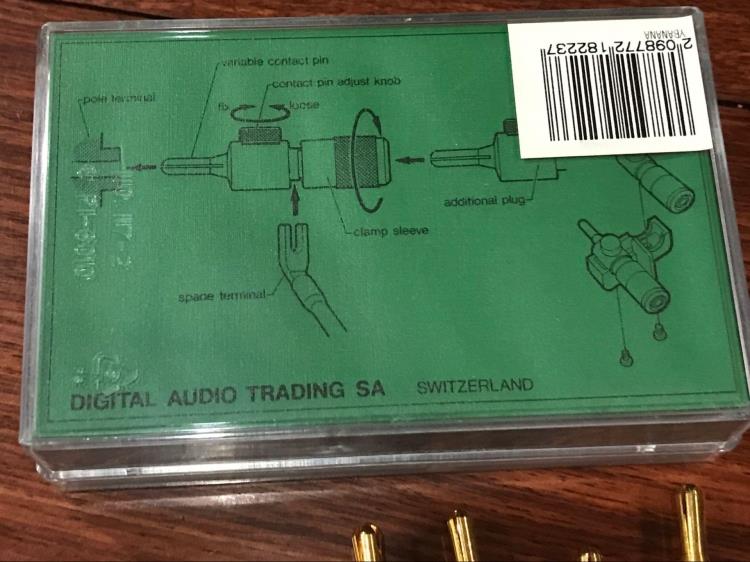 YBANANA
2 098772 182237
variable contact pin
contact pin adjust knob
pole terminal
fix
loose
additional plug
clamp sleeve
spade terminal
DIGITAL AUDIO TRADING SA SWITZERLAND